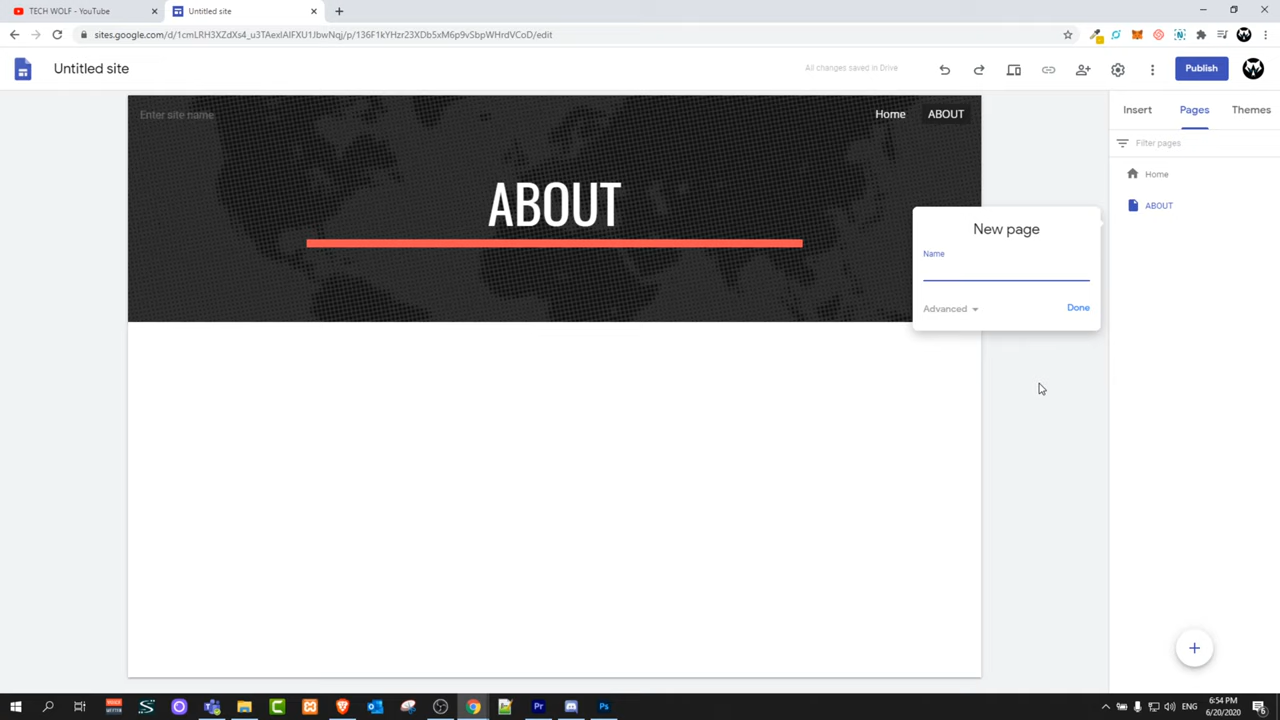 TECH WOLF - YouTube
Untitled site
sites.google.com/d/1cmLRH3XZdXs4_u3TAexIAIFXU1JbwNqj/p/136F1kYHzr23XDb5xM6p9vSbpWHrdVCoD/edit
Untitled site
All changes saved in Drive
Publish
Enter site name
Home
ABOUT
Insert
Pages
Themes
Filter pages
Home
ABOUT
ABOUT
New page
Name
Advanced
Done
6:54 PM
6/20/2020